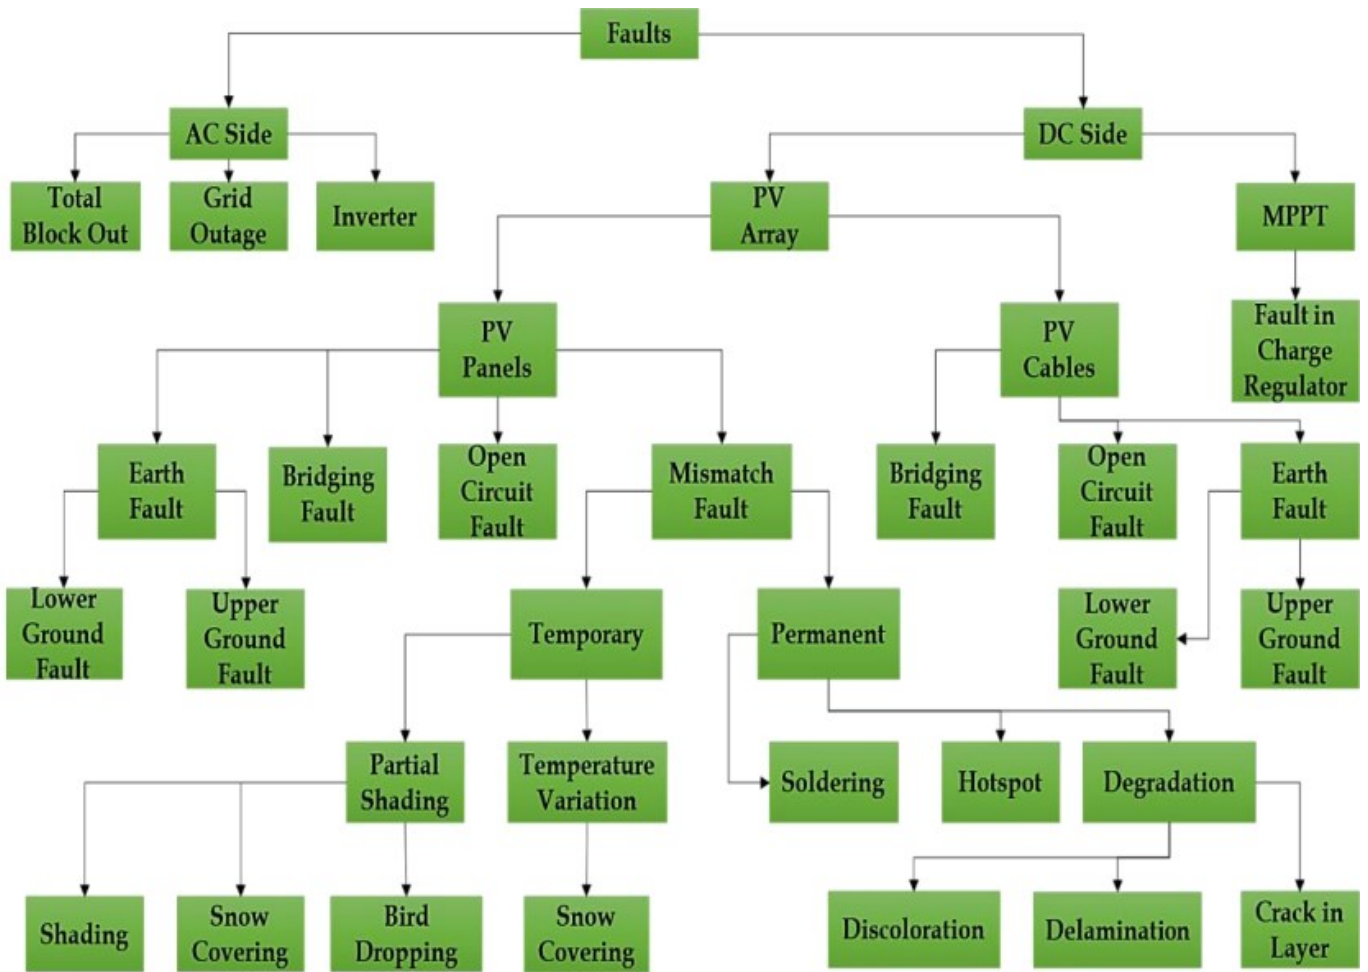 Faults
AC Side
DC Side
Total
Block Out
Grid
Outage
Inverter
PV
Array
MPPT
PV
Panels
PV
Cables
Fault in
Charge
Regulator
Earth
Fault
Bridging
Fault
Open
Circuit
Fault
Mismatch
Fault
Bridging
Fault
Open
Circuit
Fault
Earth
Fault
Lower
Ground
Fault
Upper
Ground
Fault
Temporary
Permanent
Lower
Ground
Fault
Upper
Ground
Fault
Partial
Shading
Temperature
Variation
Soldering
Hotspot
Degradation
Shading
Snow
Covering
Bird
Dropping
Snow
Covering
Discoloration
Delamination
Crack in
Layer